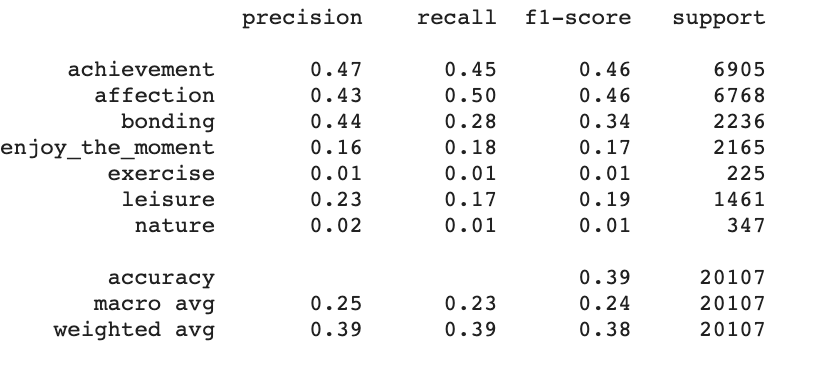 precision recall f1-score support
achievement 0.47 0.45 0.46 6905
affection 0.43 0.50 0.46 6768
bonding 0.44 0.28 0.34 2236
enjoy_the_moment 0.16 0.18 0.17 2165
exercise 0.01 0.01 0.01 225
leisure 0.23 0.17 0.19 1461
nature 0.02 0.01 0.01 347
accuracy 0.39 20107
macro avg 0.25 0.23 0.24 20107
weighted avg 0.39 0.39 0.38 20107